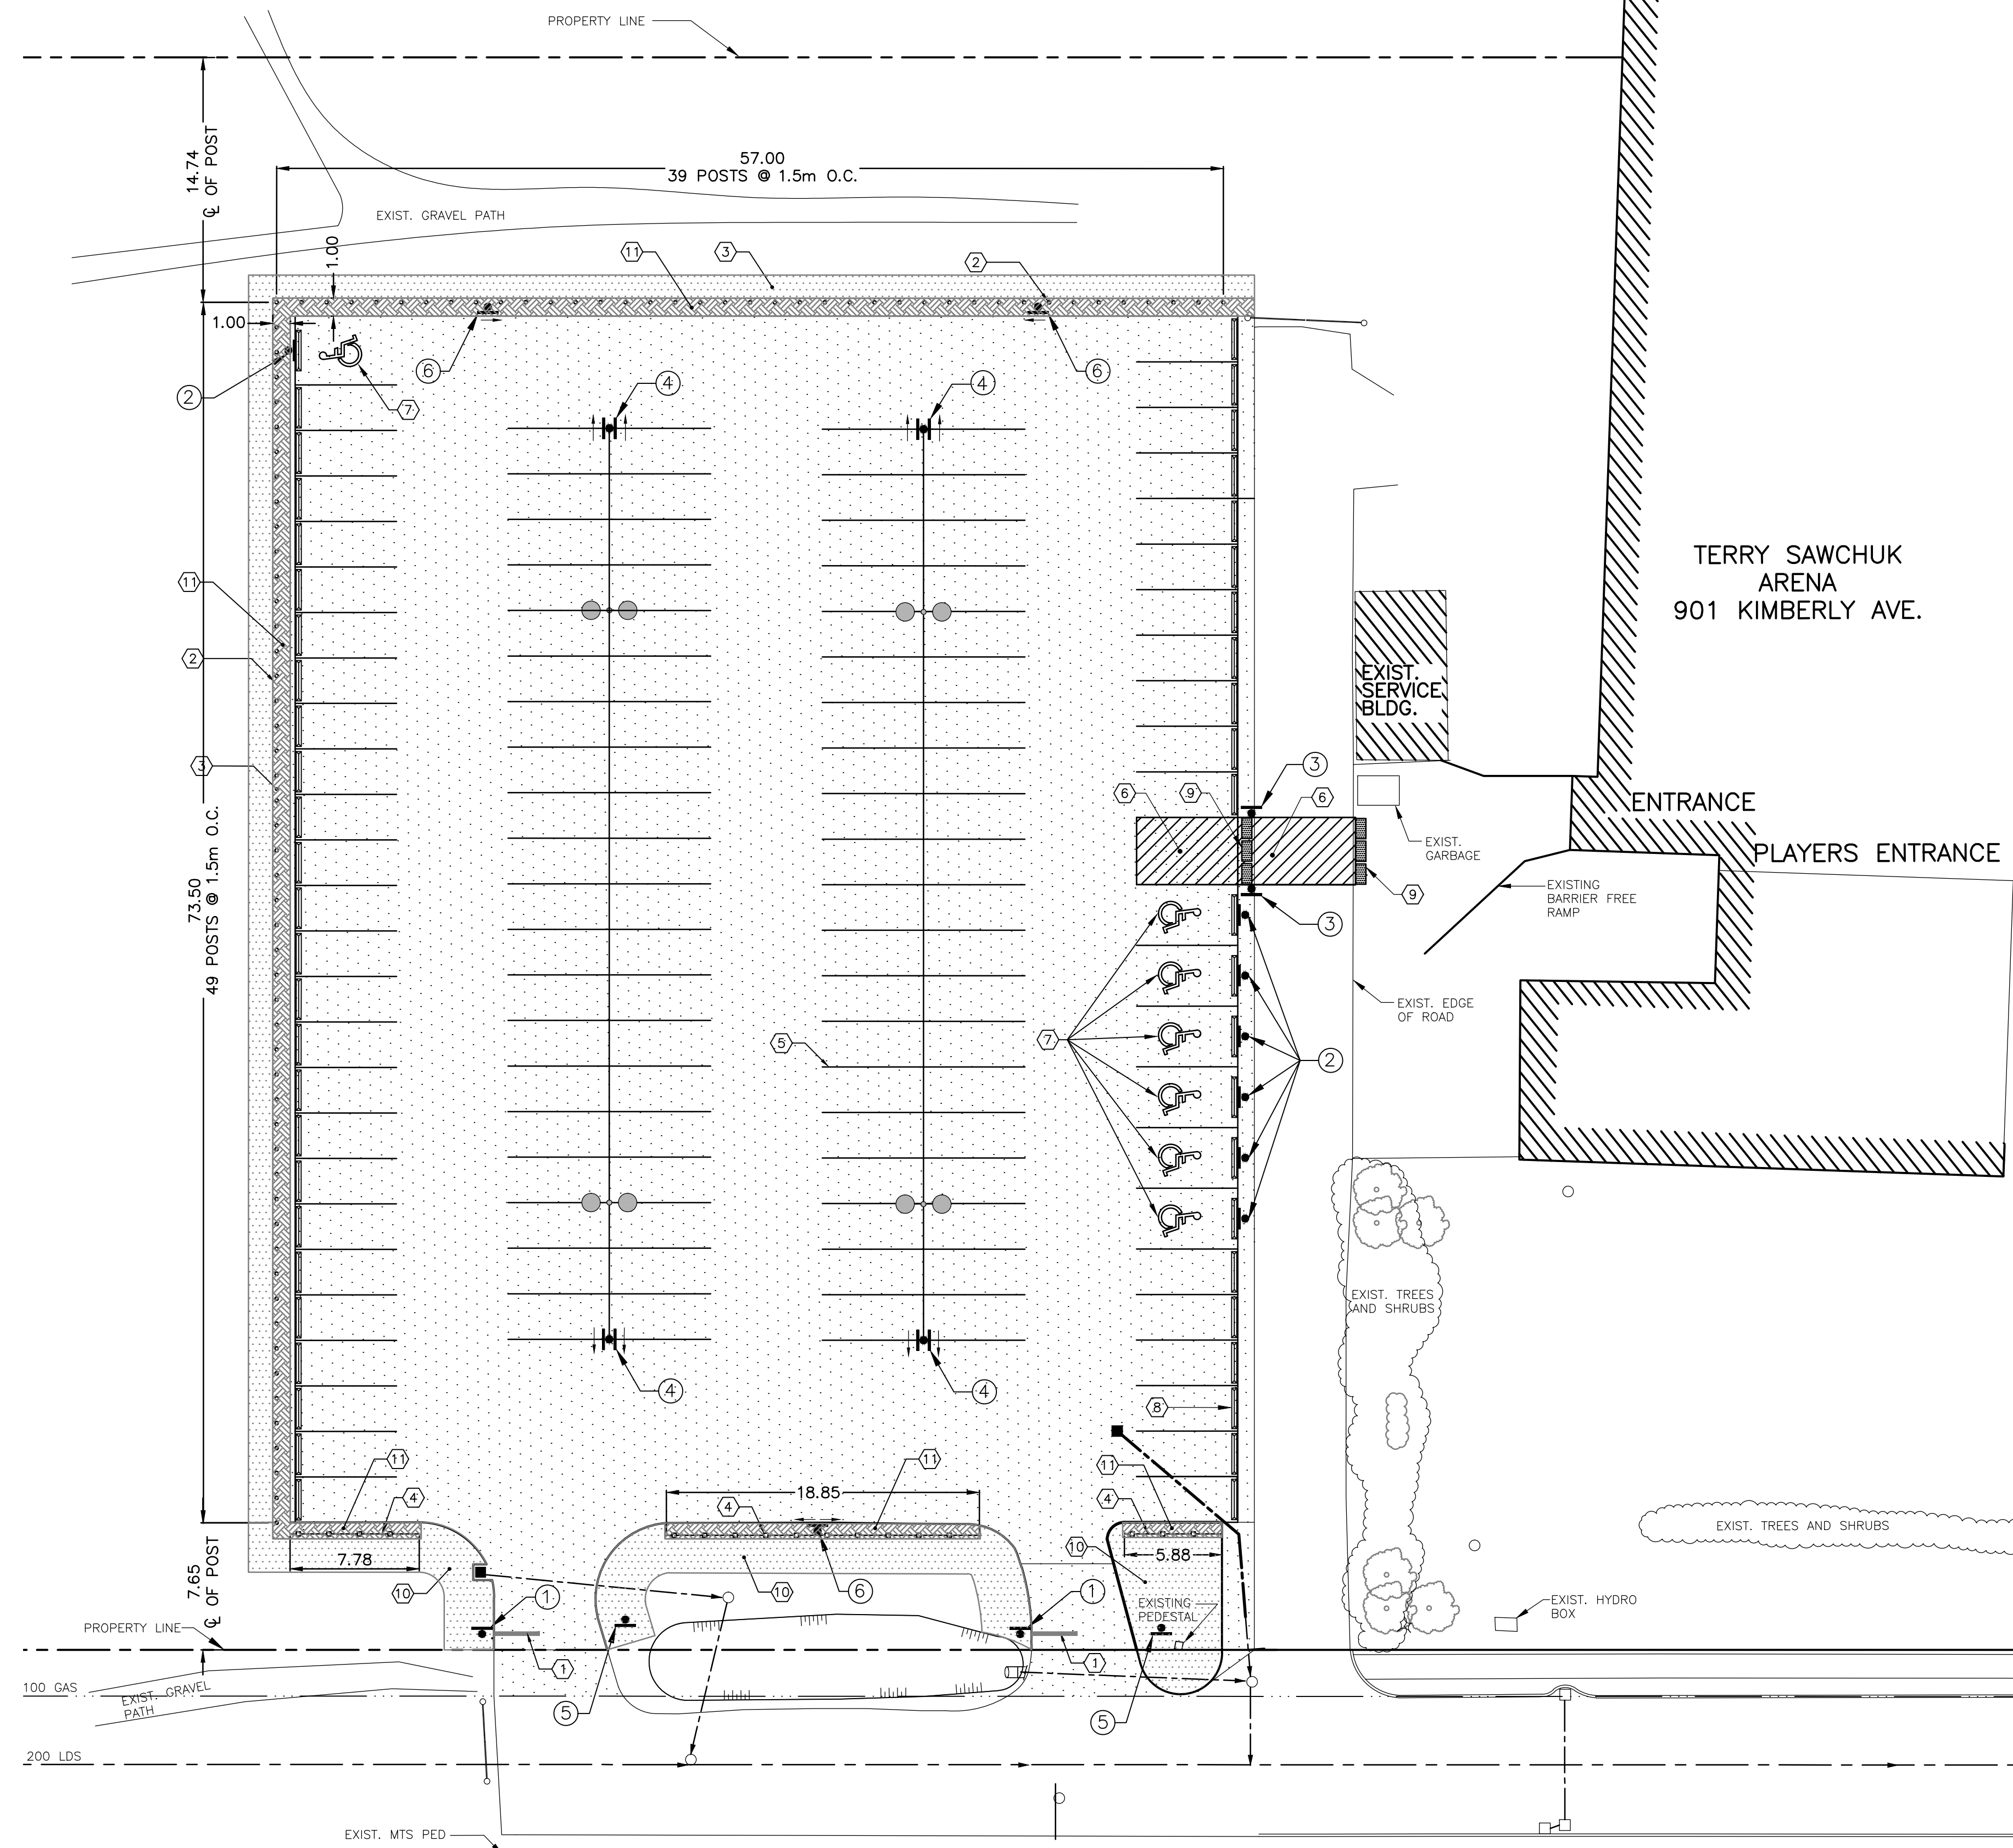 PROPERTY LINE
14.74
℄ OF POST
57.00
39 POSTS @ 1.5m O.C.
EXIST. GRAVEL PATH
1.00
11
3
2
1.00
6
6
2
7
4
4
11
2
3
73.50
49 POSTS @ 1.5m O.C.
TERRY SAWCHUK
ARENA
901 KIMBERLY AVE.
EXIST.
SERVICE
BLDG.
3
6
9
6
ENTRANCE
EXIST.
GARBAGE
PLAYERS ENTRANCE
9
EXISTING
BARRIER FREE
RAMP
3
EXIST. EDGE
OF ROAD
5
7
2
EXIST. TREES
AND SHRUBS
4
4
8
11
4
18.85
4
11
11
4
7.78
5.88
10
10
6
10
7.65
℄ OF POST
1
1
EXISTING
PEDESTAL
EXIST. TREES AND SHRUBS
EXIST. HYDRO
BOX
PROPERTY LINE
1
1
100 GAS
EXIST. GRAVEL
PATH
5
5
200 LDS
EXIST. MTS PED